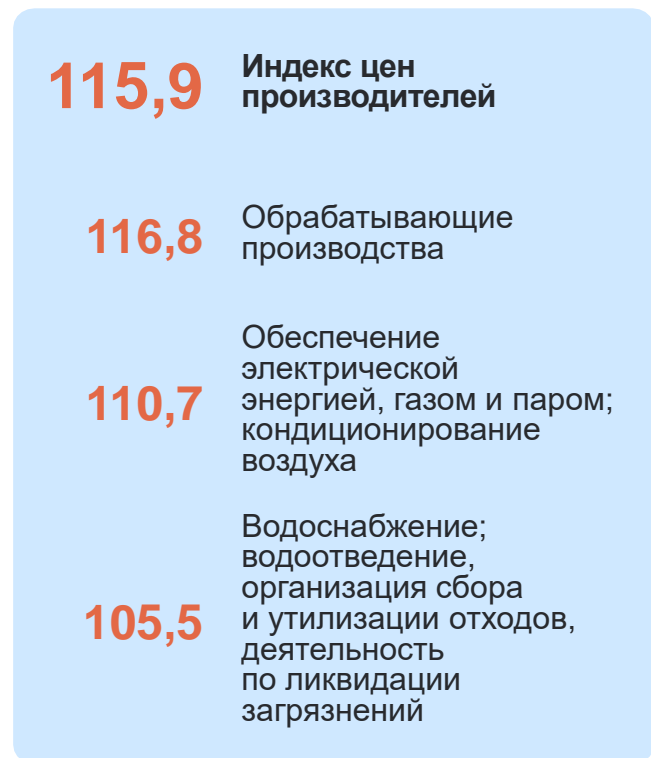 115,9
Индекс цен
производителей
116,8
Обрабатывающие
производства
110,7
Обеспечение
электрической
энергией, газом и паром;
кондиционирование
воздуха
105,5
Водоснабжение;
водоотведение,
организация сбора
и утилизации отходов,
деятельность
по ликвидации
загрязнений